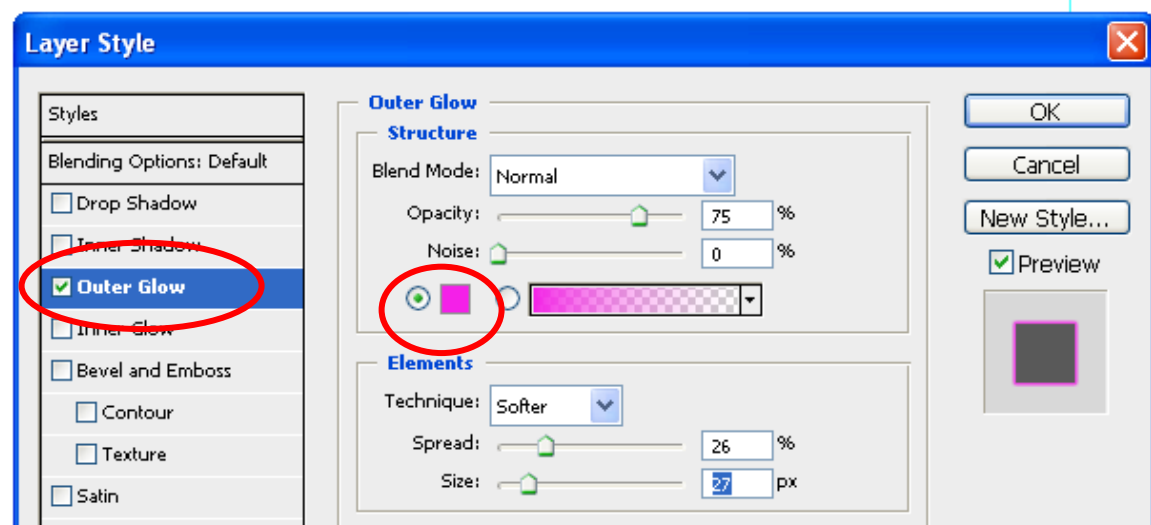 Layer Style
Styles
Blending Options: Default
Drop Shadow
Inner Shadow
Outer Glow
Inner Glow
Bevel and Emboss
Contour
Texture
Satin
Outer Glow
Structure
Blend Mode: Normal
Opacity: 75 %
Noise: 0 %
Elements
Technique: Softer
Spread: 26 %
Size: 27 px
OK
Cancel
New Style...
Preview